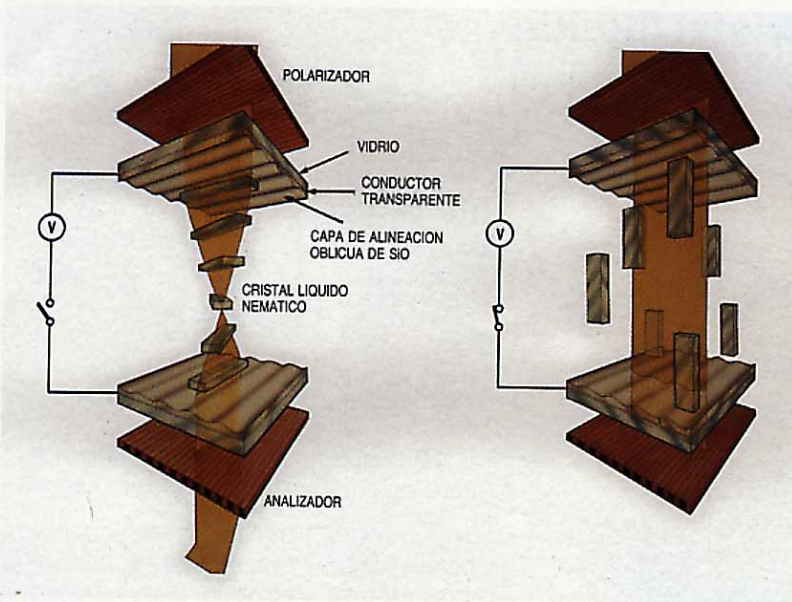 POLARIZADOR
VIDRIO
CONDUCTOR
TRANSPARENTE
V
CAPA DE ALINEACION
OBLICUA DE SiO
V
CRISTAL LIQUIDO
NEMATICO
ANALIZADOR